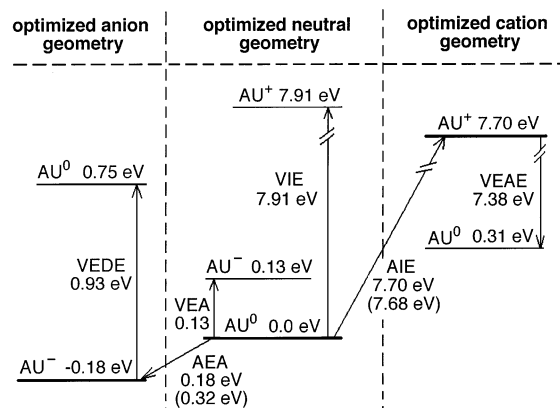 optimized anion
geometry
optimized neutral
geometry
optimized cation
geometry
AU⁰ 0.75 eV
VEDE
0.93 eV
AU⁻ -0.18 eV
AU⁺ 7.91 eV
VIE
7.91 eV
AU⁻ 0.13 eV
VEA
0.13
AU⁰ 0.0 eV
AEA
0.18 eV
(0.32 eV)
AU⁺ 7.70 eV
VEAE
7.38 eV
AU⁰ 0.31 eV
AIE
7.70 eV
(7.68 eV)